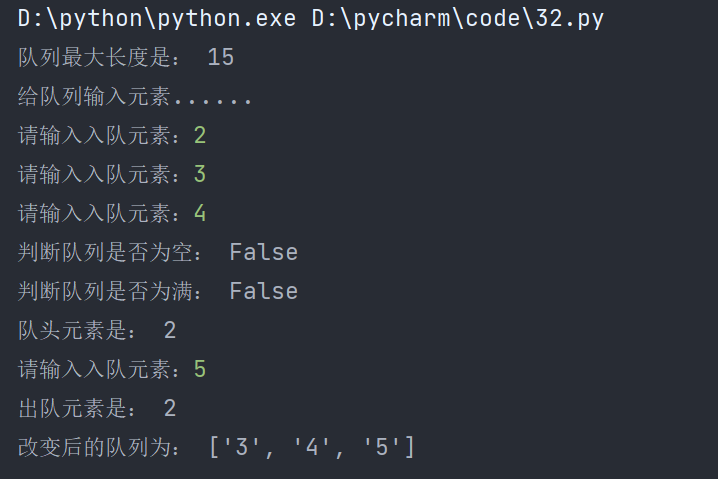 D:\python\python.exe D:\pycharm\code\32.py
队列最大长度是： 15
给队列输入元素......
请输入入队元素：2
请输入入队元素：3
请输入入队元素：4
判断队列是否为空： False
判断队列是否为满： False
队头元素是： 2
请输入入队元素：5
出队元素是： 2
改变后的队列为： ['3', '4', '5']